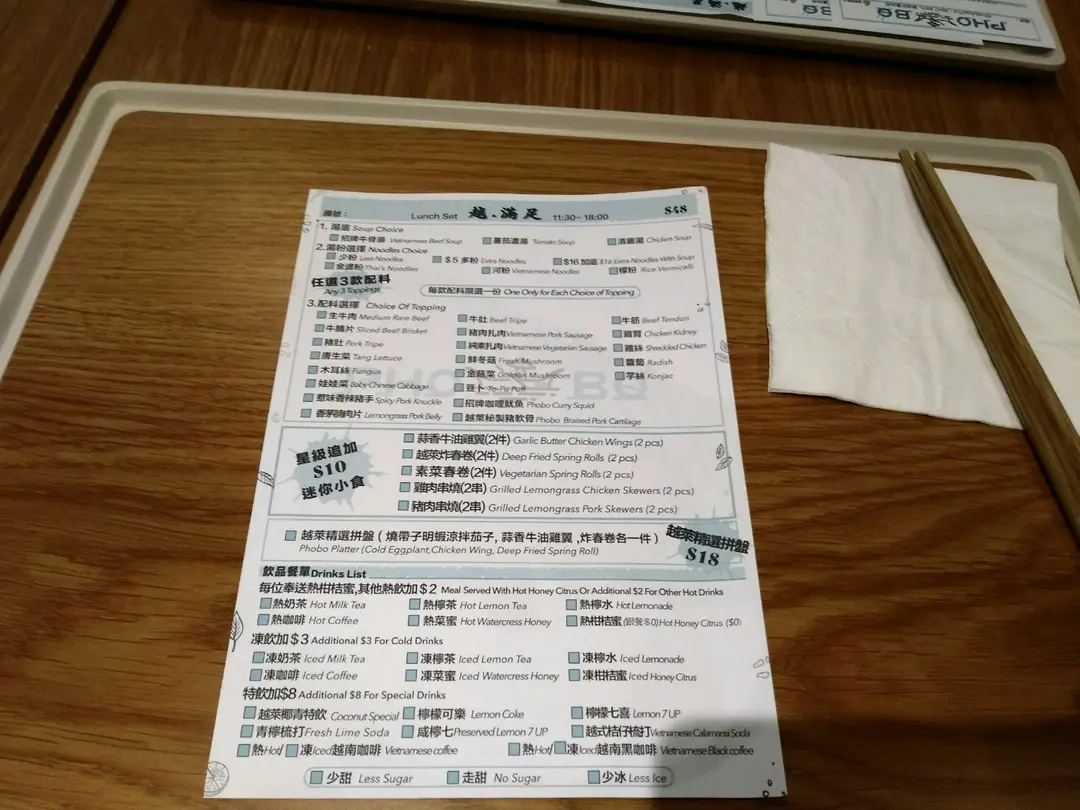 PHO BQ
編號： Lunch Set 越.滿足 11:30~18:00 $48
1. 湯底 Soup Choice
招牌牛骨湯 Vietnamese Beef Soup 蕃茄濃湯 Tomato Soup 清雞湯 Chicken Soup
2.湯粉選擇 Noodles Choice
少粉 Less Noodles $5 多粉 Extra Noodles $16 加底 $16 Extra Noodles With Soup
金邊粉 Thai's Noodles 河粉 Vietnamese Noodles 檬粉 Rice Vermicelli
任選3款配料
Any 3 Toppings
每款配料限選一份 One Only for Each Choice of Topping
3.配料選擇 Choice Of Topping
生牛肉 Medium Rare Beef 牛肚 Beef Tripe 牛筋 Beef Tendon
牛腩片 Sliced Beef Brisket 豬肉扎肉 Vietnamese Pork Sausage 雞腎 Chicken Kidney
豬肚 Pork Tripe 純素扎肉 Vietnamese Vegetarian Sausage 雞絲 Shredded Chicken
唐生菜 Tang Lettuce 鮮冬菇 Fresh Mushroom 蘿蔔 Radish
木耳絲 Fungus 金菇菜 Golden Mushroom 芋絲 Konjac
娃娃菜 Baby Chinese Cabbage 豆卜 To-Fu Puff
惹味香辣豬手 Spicy Pork Knuckle 招牌咖喱魷魚 Phobo Curry Squid
香茅豬肉片 Lemongrass Pork Belly 越萊秘製豬軟骨 Phobo Braised Pork Cartilage
星級追加
$10
迷你小食
蒜香牛油雞翼(2件) Garlic Butter Chicken Wings (2 pcs)
越萊炸春卷(2件) Deep Fried Spring Rolls (2 pcs)
素菜春卷(2件) Vegetarian Spring Rolls (2 pcs)
雞肉串燒(2串) Grilled Lemongrass Chicken Skewers (2 pcs)
豬肉串燒(2串) Grilled Lemongrass Pork Skewers (2 pcs)
越萊精選拼盤（燒帶子明蝦涼拌茄子, 蒜香牛油雞翼 ,炸春卷各一件）
Phobo Platter (Cold Eggplant,Chicken Wing, Deep Fried Spring Roll)
越萊精選拼盤
$18
飲品餐單 Drinks List
每位奉送熱柑桔蜜,其他熱飲加$2 Meal Served With Hot Honey Citrus Or Additional $2 For Other Hot Drinks
熱奶茶 Hot Milk Tea 熱檸茶 Hot Lemon Tea 熱檸水 Hot Lemonade
熱咖啡 Hot Coffee 熱菜蜜 Hot Watercress Honey 熱柑桔蜜 (跟餐$0) Hot Honey Citrus ($0)
凍飲加$3 Additional $3 For Cold Drinks
凍奶茶 Iced Milk Tea 凍檸茶 Iced Lemon Tea 凍檸水 Iced Lemonade
凍咖啡 Iced Coffee 凍菜蜜 Iced Watercress Honey 凍柑桔蜜 Iced Honey Citrus
特飲加$8 Additional $8 For Special Drinks
越萊椰青特飲 Coconut Special 檸檬可樂 Lemon Coke 檸檬七喜 Lemon 7 UP
青檸梳打 Fresh Lime Soda 咸檸七 Preserved Lemon 7 UP 越式桔仔梳打 Vietnamese Calamansi Soda
熱Hot/ 凍Iced越南咖啡 Vietnamese coffee 熱Hot/ 凍Iced越南黑咖啡 Vietnamese Black coffee
少甜 Less Sugar 走甜 No Sugar 少冰 Less Ice